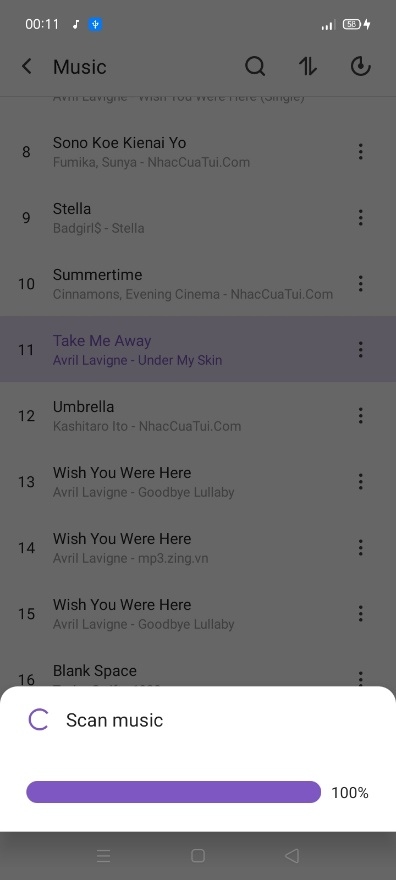 00:11
58
Music
Avril Lavigne - Wish You Were Here (Single)
8
Sono Koe Kienai Yo
Fumika, Sunya - NhacCuaTui.Com
9
Stella
Badgirl$ - Stella
10
Summertime
Cinnamons, Evening Cinema - NhacCuaTui.Com
11
Take Me Away
Avril Lavigne - Under My Skin
12
Umbrella
Kashitaro Ito - NhacCuaTui.Com
13
Wish You Were Here
Avril Lavigne - Goodbye Lullaby
14
Wish You Were Here
Avril Lavigne - mp3.zing.vn
15
Wish You Were Here
Avril Lavigne - Goodbye Lullaby
16
Blank Space
Scan music
100%